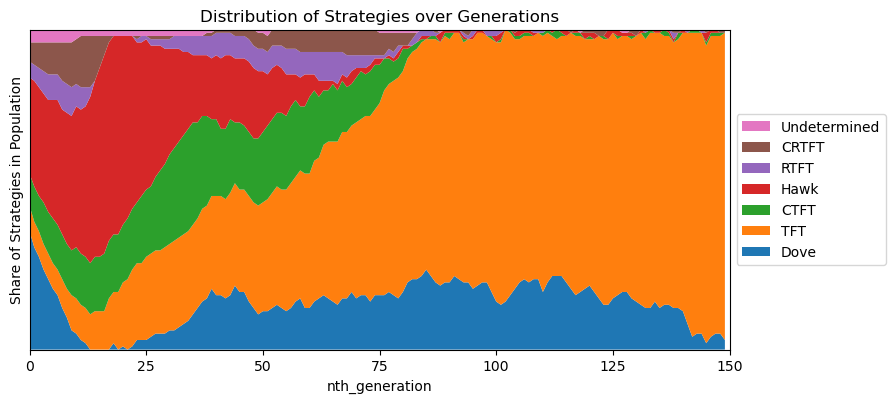 Distribution of Strategies over Generations
Share of Strategies in Population
Undetermined
CRTFT
RTFT
Hawk
CTFT
TFT
Dove
0 25 50 75 100 125 150
nth_generation